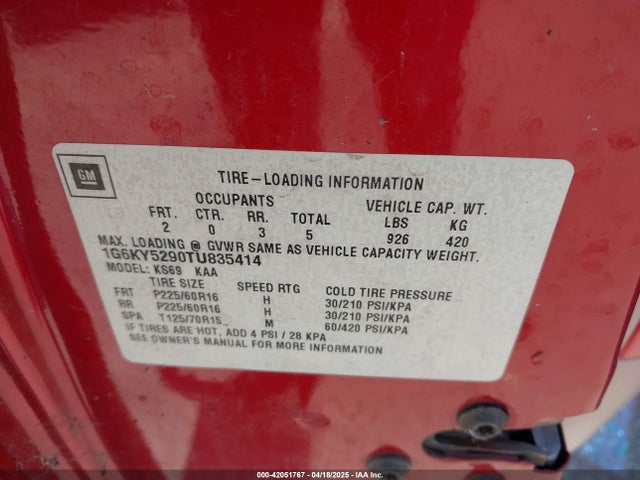 GM
TIRE-LOADING INFORMATION
OCCUPANTS VEHICLE CAP. WT.
FRT. CTR. RR. TOTAL LBS KG
2 0 3 5 926 420
MAX. LOADING @ GVWR SAME AS VEHICLE CAPACITY WEIGHT.
1G6KY5290TU835414
MODEL: KS69 KAA
TIRE SIZE SPEED RTG COLD TIRE PRESSURE
FRT P225/60R16 H 30/210 PSI/KPA
RR P225/60R16 H 30/210 PSI/KPA
SPA T125/70R15 M 60/420 PSI/KPA
IF TIRES ARE HOT, ADD 4 PSI / 28 KPA
SEE OWNER'S MANUAL FOR MORE INFORMATION
000-42051767 - 04/18/2025 - IAA Inc.